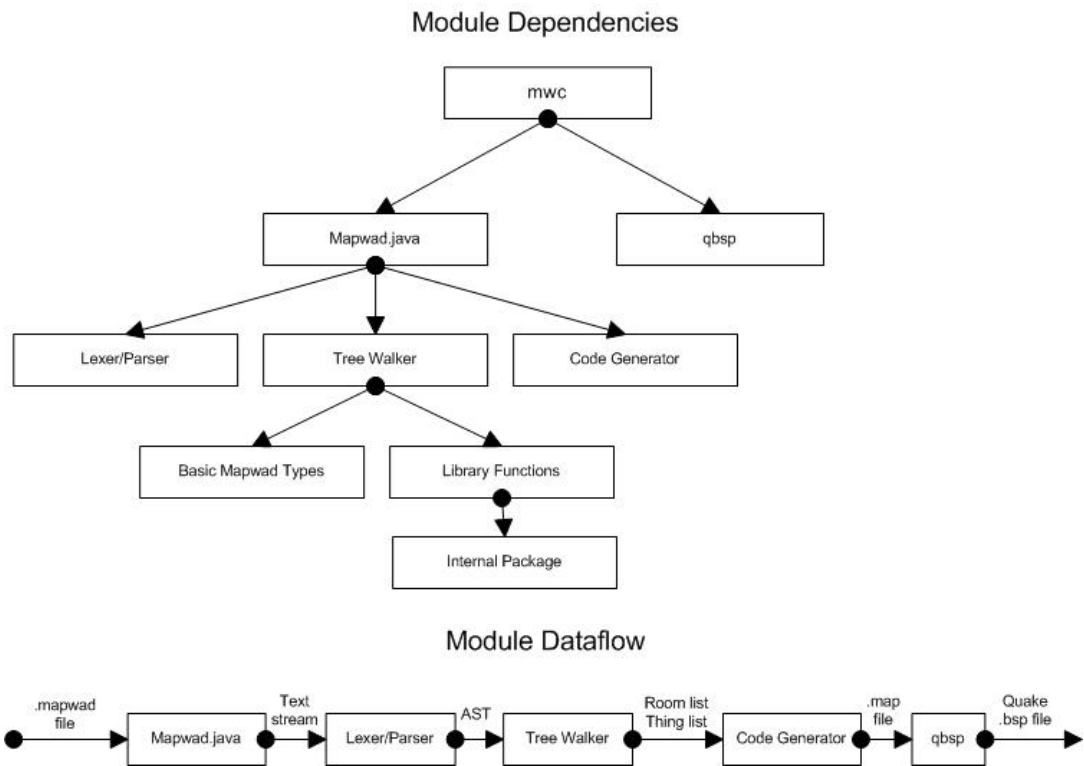 Module Dependencies
mwc
Mapwad.java
qbsp
Lexer/Parser
Tree Walker
Code Generator
Basic Mapwad Types
Library Functions
Internal Package
Module Dataflow
.mapwad
file
Mapwad.java
Text
stream
Lexer/Parser
AST
Tree Walker
Room list
Thing list
Code Generator
.map
file
qbsp
Quake
.bsp file